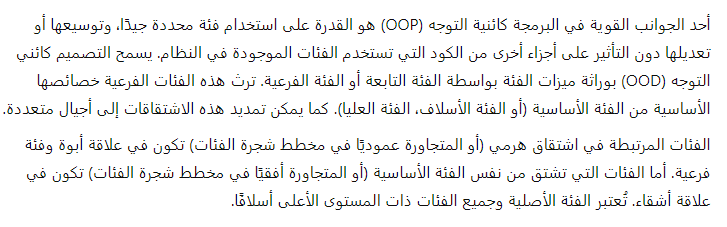 أحد الجوانب القوية في البرمجة كائنية التوجه (OOP) هو القدرة على استخدام فئة محددة جيدًا، وتوسيعها أو
تعديلها دون التأثير على أجزاء أخرى من الكود التي تستخدم الفئات الموجودة في النظام. يسمح التصميم كائني
التوجه (OOD) بوراثة ميزات الفئة بواسطة الفئة التابعة أو الفئة الفرعية. ترث هذه الفئات الفرعية خصائصها
الأساسية من الفئة الأساسية (أو الفئة الأسلاف، الفئة العليا). كما يمكن تمديد هذه الاشتقاقات إلى أجيال متعددة.
الفئات المرتبطة في اشتقاق هرمي (أو المتجاورة عموديًا في مخطط شجرة الفئات) تكون في علاقة أبوة وفئة
فرعية. أما الفئات التي تشتق من نفس الفئة الأساسية (أو المتجاورة أفقيًا في مخطط شجرة الفئات) تكون في
علاقة أشقاء. تُعتبر الفئة الأصلية وجميع الفئات ذات المستوى الأعلى أسلافًا.